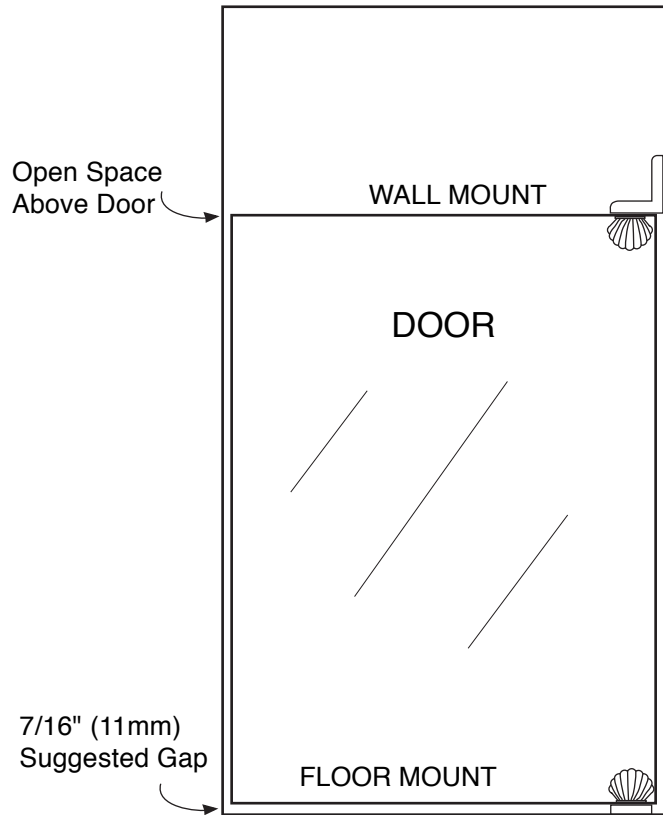 Open Space
Above Door
WALL MOUNT
DOOR
7/16" (11mm)
Suggested Gap
FLOOR MOUNT